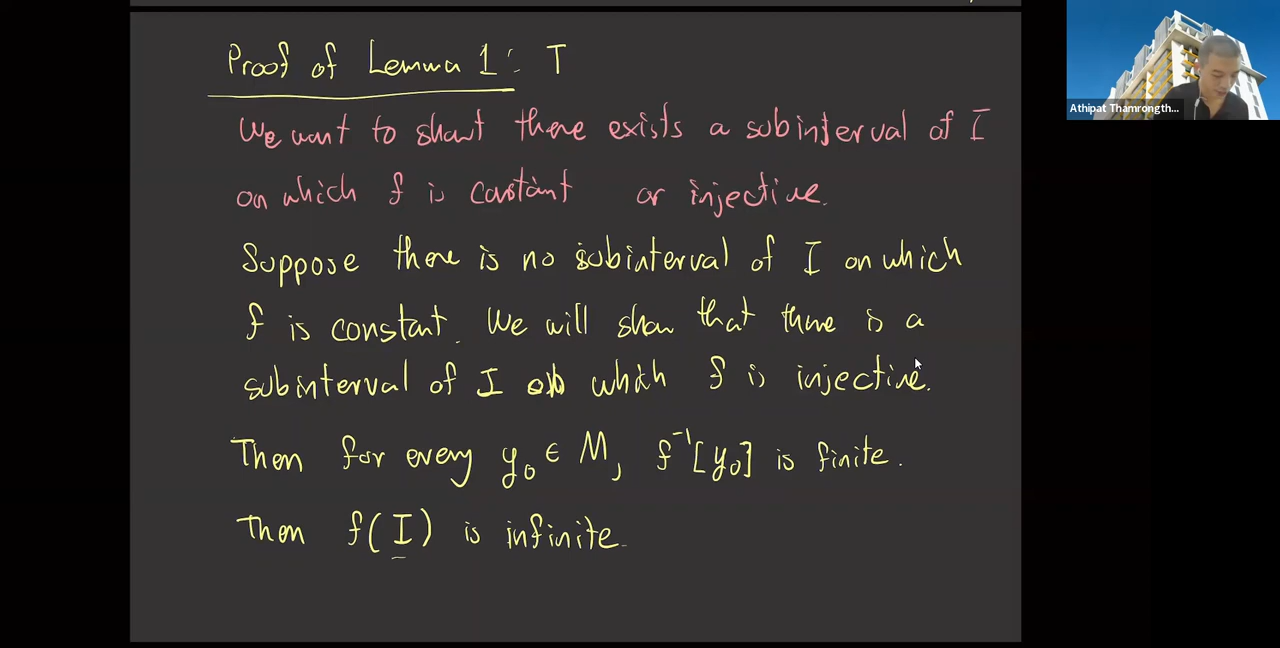 Proof of Lemma 1: T
We want to show there exists a subinterval of I
on which f is constant or injective.
Suppose there is no subinterval of I on which
f is constant. We will show that there is a
subinterval of I on which f is injective.
Then for every y₀ ∈ M, f⁻¹[y₀] is finite.
Then f(I) is infinite.
Athipat Thamrongth...